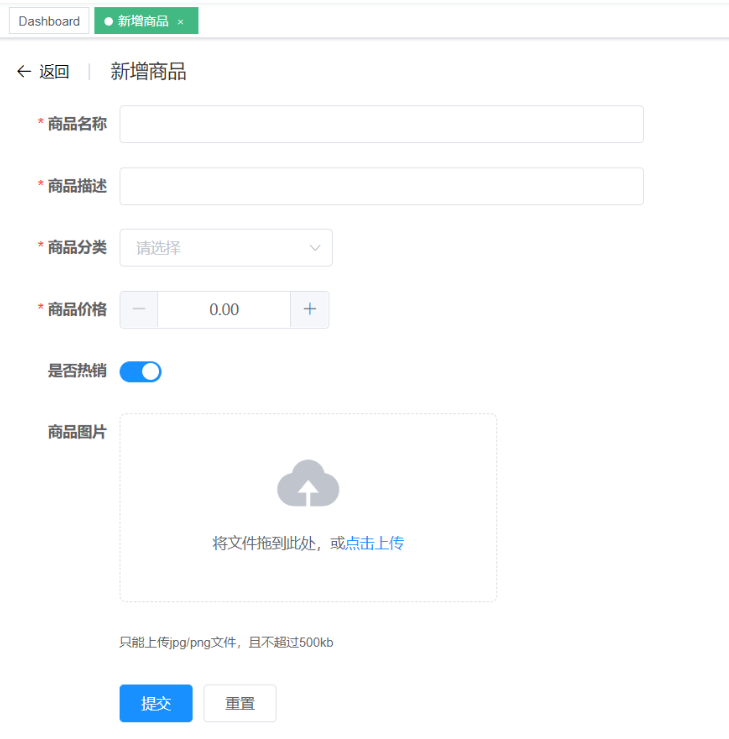 Dashboard 新增商品 ×
返回 新增商品
* 商品名称
* 商品描述
* 商品分类 请选择
* 商品价格 0.00
是否热销
商品图片
将文件拖到此处，或点击上传
只能上传jpg/png文件，且不超过500kb
提交 重置